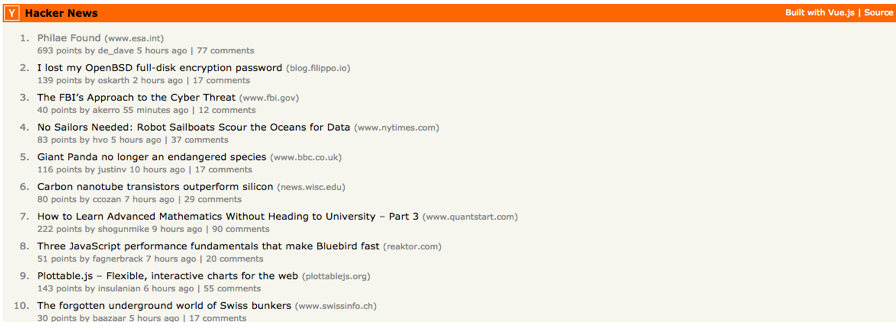 Y Hacker News Built with Vue.js | Source
1. Philae Found (www.esa.int)
693 points by de_dave 5 hours ago | 77 comments
2. I lost my OpenBSD full-disk encryption password (blog.filippo.io)
139 points by oskarth 2 hours ago | 17 comments
3. The FBI’s Approach to the Cyber Threat (www.fbi.gov)
40 points by akerro 55 minutes ago | 12 comments
4. No Sailors Needed: Robot Sailboats Scour the Oceans for Data (www.nytimes.com)
83 points by hvo 5 hours ago | 37 comments
5. Giant Panda no longer an endangered species (www.bbc.co.uk)
116 points by justinv 10 hours ago | 17 comments
6. Carbon nanotube transistors outperform silicon (news.wisc.edu)
80 points by ccozan 7 hours ago | 29 comments
7. How to Learn Advanced Mathematics Without Heading to University – Part 3 (www.quantstart.com)
222 points by shogunmike 9 hours ago | 90 comments
8. Three JavaScript performance fundamentals that make Bluebird fast (reaktor.com)
51 points by fagnerbrack 7 hours ago | 20 comments
9. Plottable.js – Flexible, interactive charts for the web (plottablejs.org)
143 points by insulanian 6 hours ago | 55 comments
10. The forgotten underground world of Swiss bunkers (www.swissinfo.ch)
30 points by baazaar 5 hours ago | 17 comments